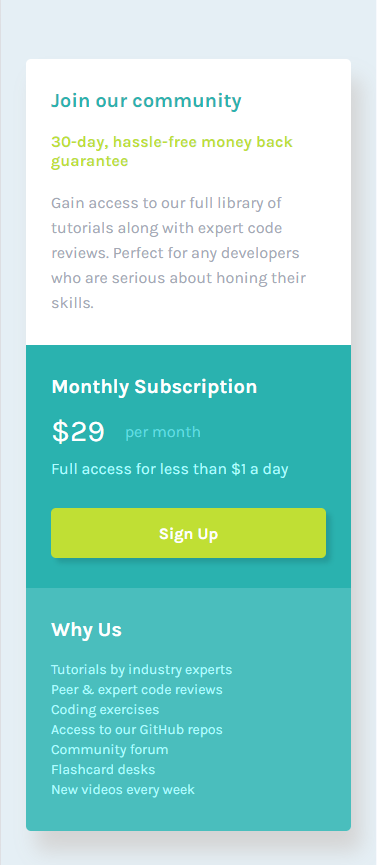 Join our community
30-day, hassle-free money back
guarantee
Gain access to our full library of
tutorials along with expert code
reviews. Perfect for any developers
who are serious about honing their
skills.
Monthly Subscription
$29 per month
Full access for less than $1 a day
Sign Up
Why Us
Tutorials by industry experts
Peer & expert code reviews
Coding exercises
Access to our GitHub repos
Community forum
Flashcard desks
New videos every week